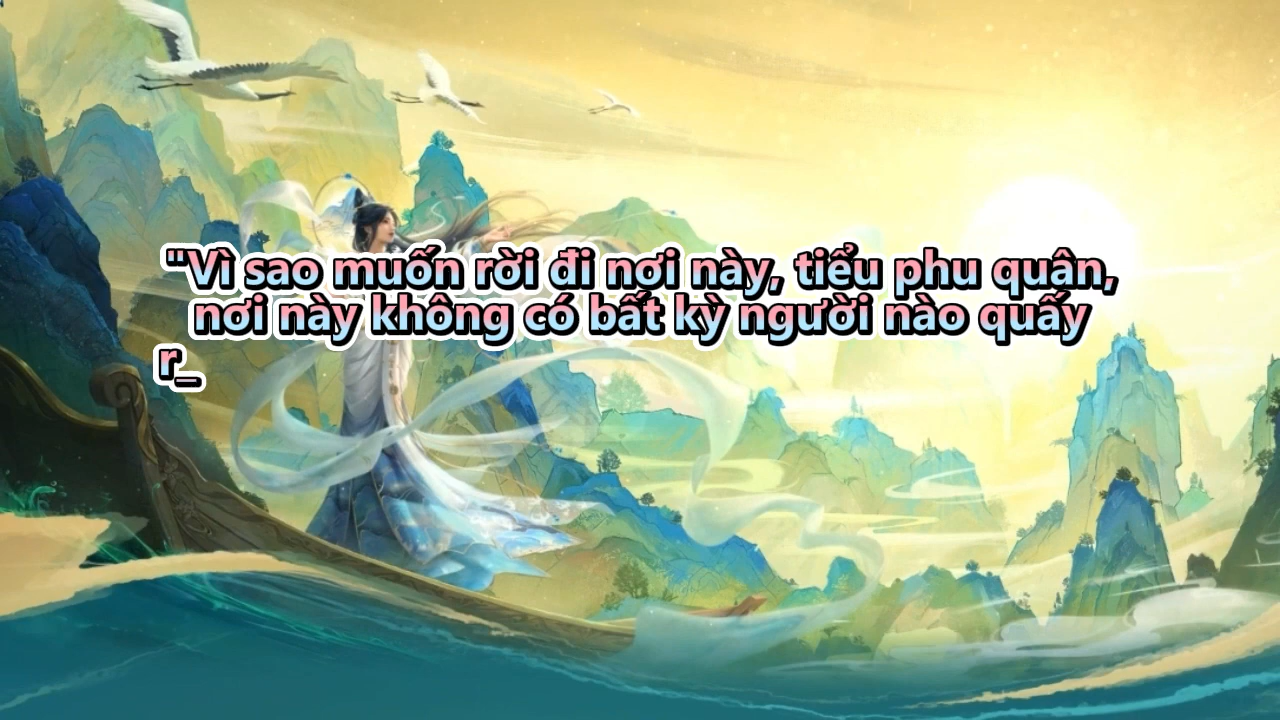 "Vì sao muốn rời đi nơi này, tiểu phu quân,
nơi này không có bất kỳ người nào quấy
r_